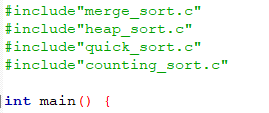 #include"merge_sort.c"
#include"heap_sort.c"
#include"quick_sort.c"
#include"counting_sort.c"
int main() {